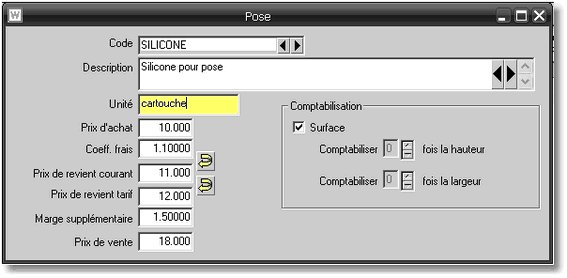 Pose
Code SILICONE
Description Silicone pour pose
Unité cartouche
Prix d'achat 10.000
Coeff. frais 1.10000
Prix de revient courant 11.000
Prix de revient tarif 12.000
Marge supplémentaire 1.50000
Prix de vente 18.000
Comptabilisation
Surface
Comptabiliser 0 fois la hauteur
Comptabiliser 0 fois la largeur